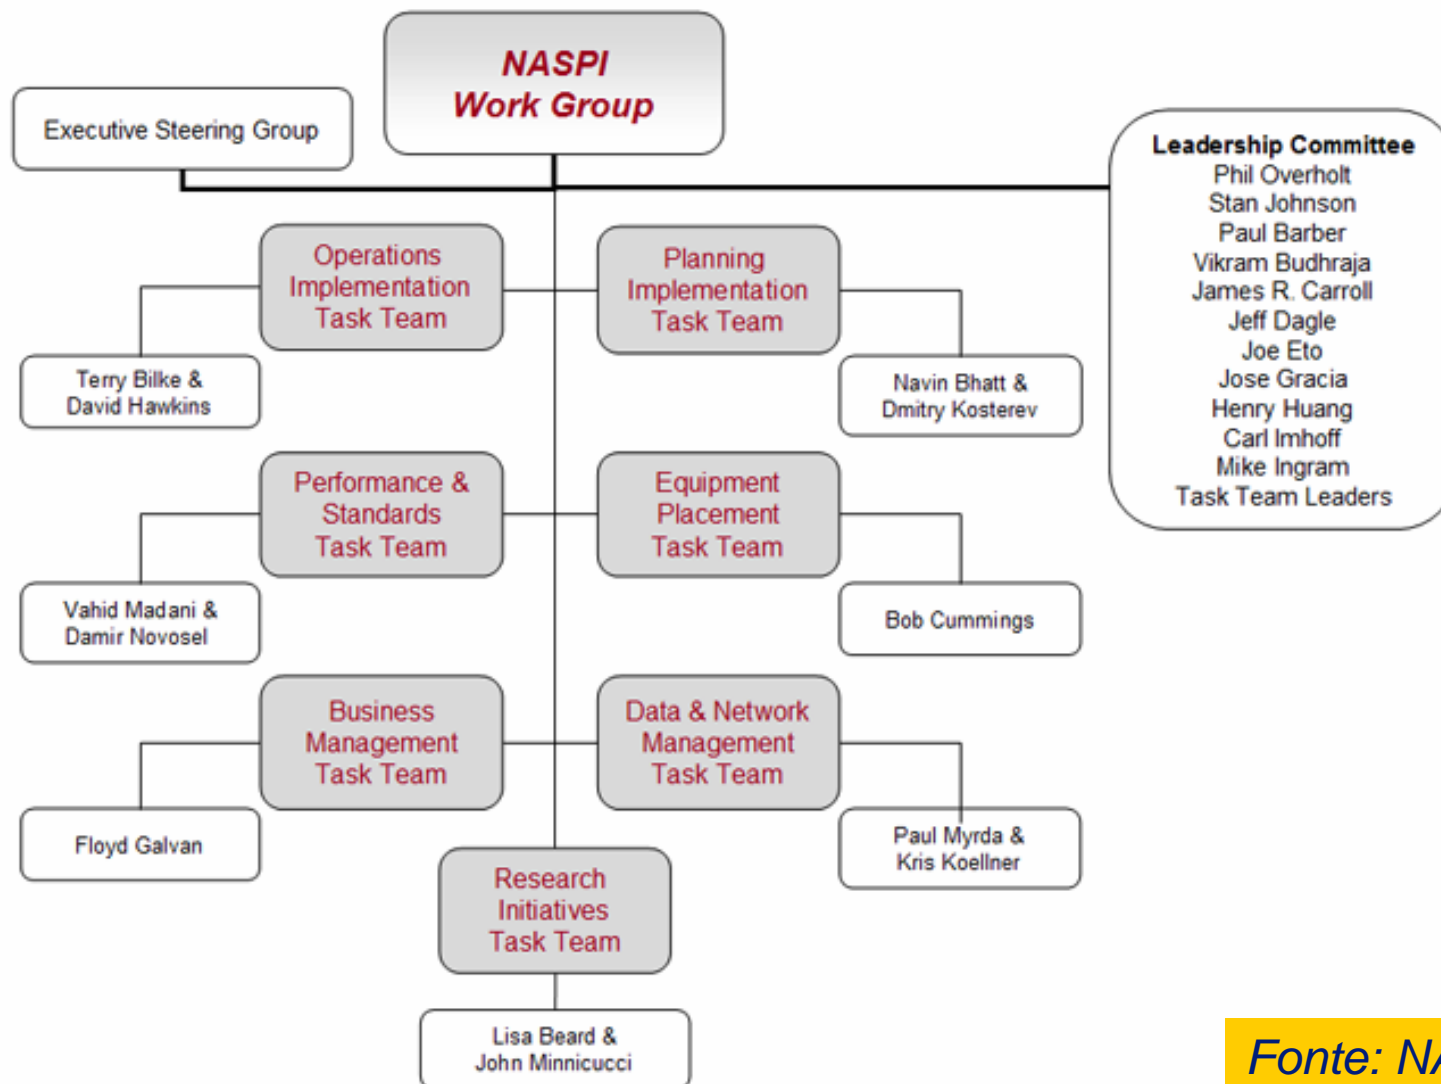 NASPI
Work Group
Executive Steering Group
Leadership Committee
Phil Overholt
Stan Johnson
Paul Barber
Vikram Budhraja
James R. Carroll
Jeff Dagle
Joe Eto
Jose Gracia
Henry Huang
Carl Imhoff
Mike Ingram
Task Team Leaders
Operations
Implementation
Task Team
Planning
Implementation
Task Team
Terry Bilke &
David Hawkins
Navin Bhatt &
Dmitry Kosterev
Performance &
Standards
Task Team
Equipment
Placement
Task Team
Vahid Madani &
Damir Novosel
Bob Cummings
Business
Management
Task Team
Data & Network
Management
Task Team
Floyd Galvan
Paul Myrda &
Kris Koellner
Research
Initiatives
Task Team
Lisa Beard &
John Minnicucci
Fonte: